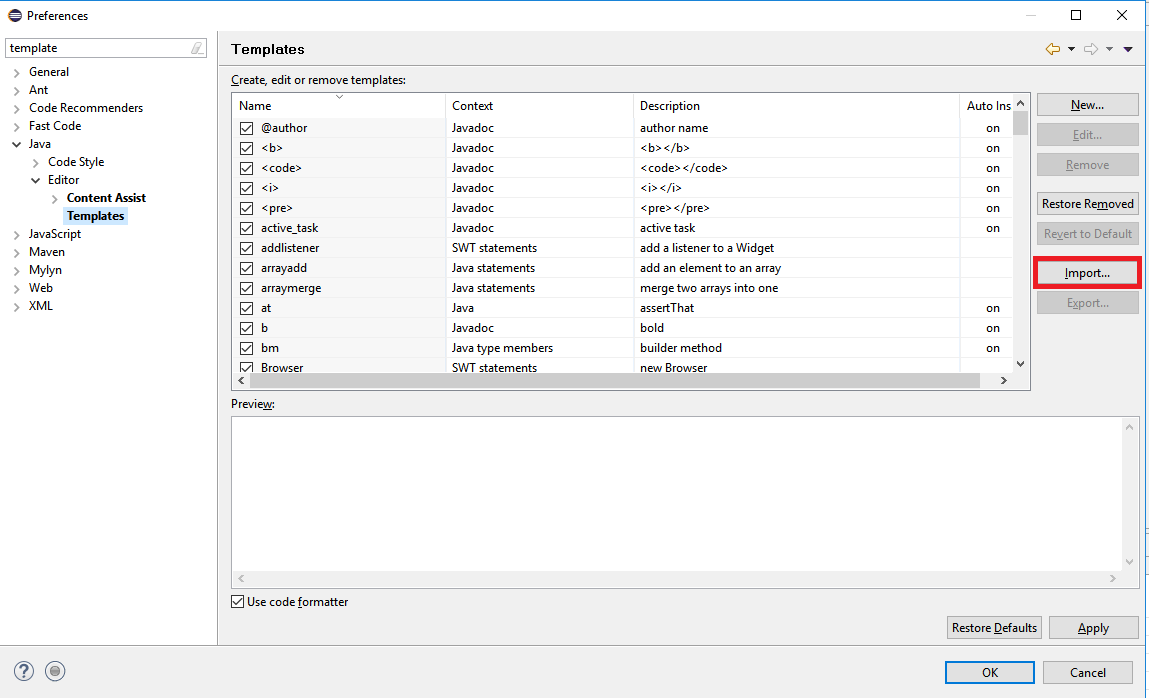 Preferences
template
General
Ant
Code Recommenders
Fast Code
Java
Code Style
Editor
Content Assist
Templates
JavaScript
Maven
Mylyn
Web
XML
Templates
Create, edit or remove templates:
Name Context Description Auto Ins
@author Javadoc author name on
<b> Javadoc <b></b> on
<code> Javadoc <code></code> on
<i> Javadoc <i></i> on
<pre> Javadoc <pre></pre> on
active_task Javadoc active task on
addlistener SWT statements add a listener to a Widget
arrayadd Java statements add an element to an array
arraymerge Java statements merge two arrays into one
at Java assertThat on
b Javadoc bold on
bm Java type members builder method on
Browser SWT statements new Browser
New...
Edit...
Remove
Restore Removed
Revert to Default
Import...
Export...
Preview:
Use code formatter
Restore Defaults Apply
? OK Cancel